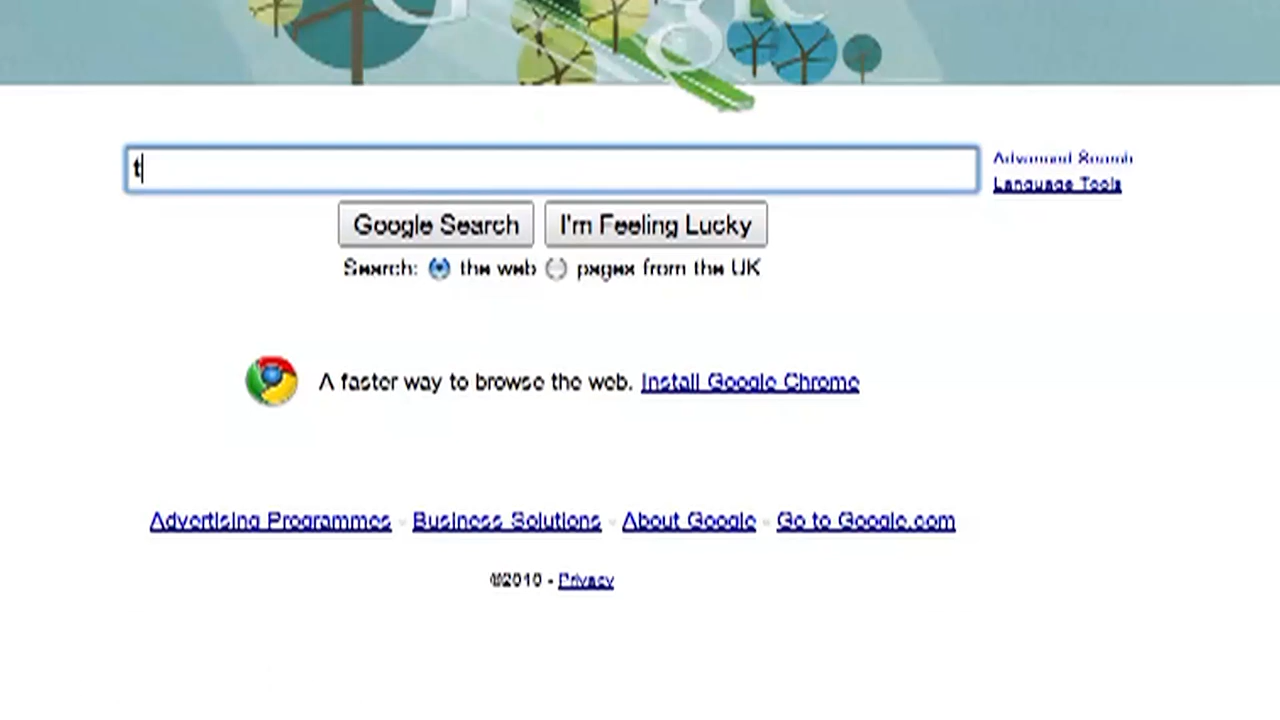 Google
t
Advanced Search
Language Tools
Google Search I'm Feeling Lucky
Search: the web pages from the UK
A faster way to browse the web. Install Google Chrome
Advertising Programmes - Business Solutions - About Google - Go to Google.com
©2010 - Privacy